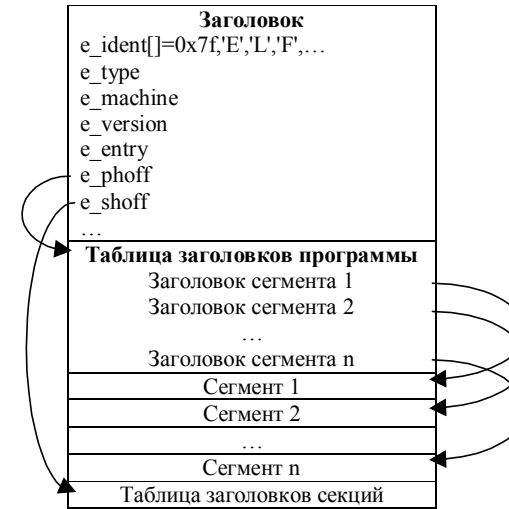 Заголовок
e_ident[]=0x7f,'E','L','F',…
e_type
e_machine
e_version
e_entry
e_phoff
e_shoff
…
Таблица заголовков программы
Заголовок сегмента 1
Заголовок сегмента 2
…
Заголовок сегмента n
Сегмент 1
Сегмент 2
…
Сегмент n
Таблица заголовков секций